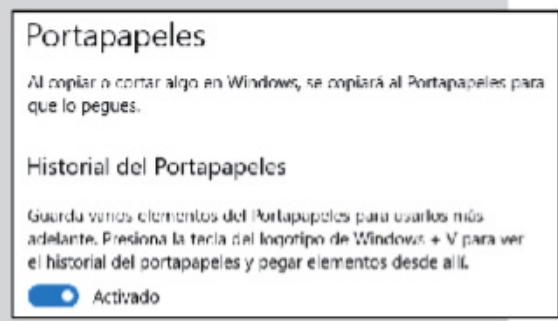 Portapapeles
Al copiar o cortar algo en Windows, se copiará al Portapapeles para
que lo pegues.
Historial del Portapapeles
Guarda varios elementos del Portapapeles para usarlos más
adelante. Presiona la tecla del logotipo de Windows + V para ver
el historial del portapapeles y pegar elementos desde allí.
Activado